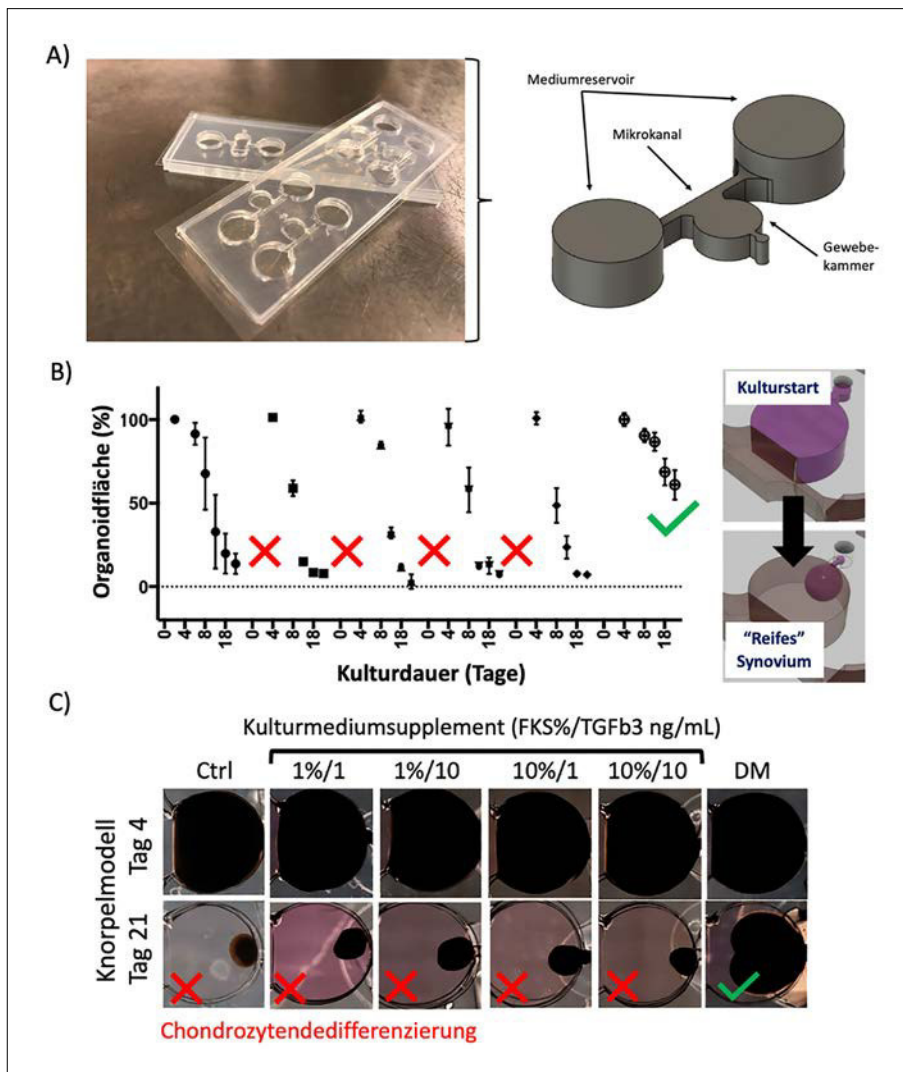 A)
Mediumreservoir
Mikrokanal
Gewebe-
kammer
B)
Organoidfläche (%)
100
50
0
0 4 8 18 0 4 8 18 0 4 8 18 0 4 8 18 0 4 8 18 0 4 8 18
Kulturdauer (Tage)
Kulturstart
"Reifes"
Synovium
C)
Kulturmediumsupplement (FKS%/TGFb3 ng/mL)
Ctrl 1%/1 1%/10 10%/1 10%/10 DM
Knorpelmodell
Tag 4
Tag 21
Chondrozytendedifferenzierung